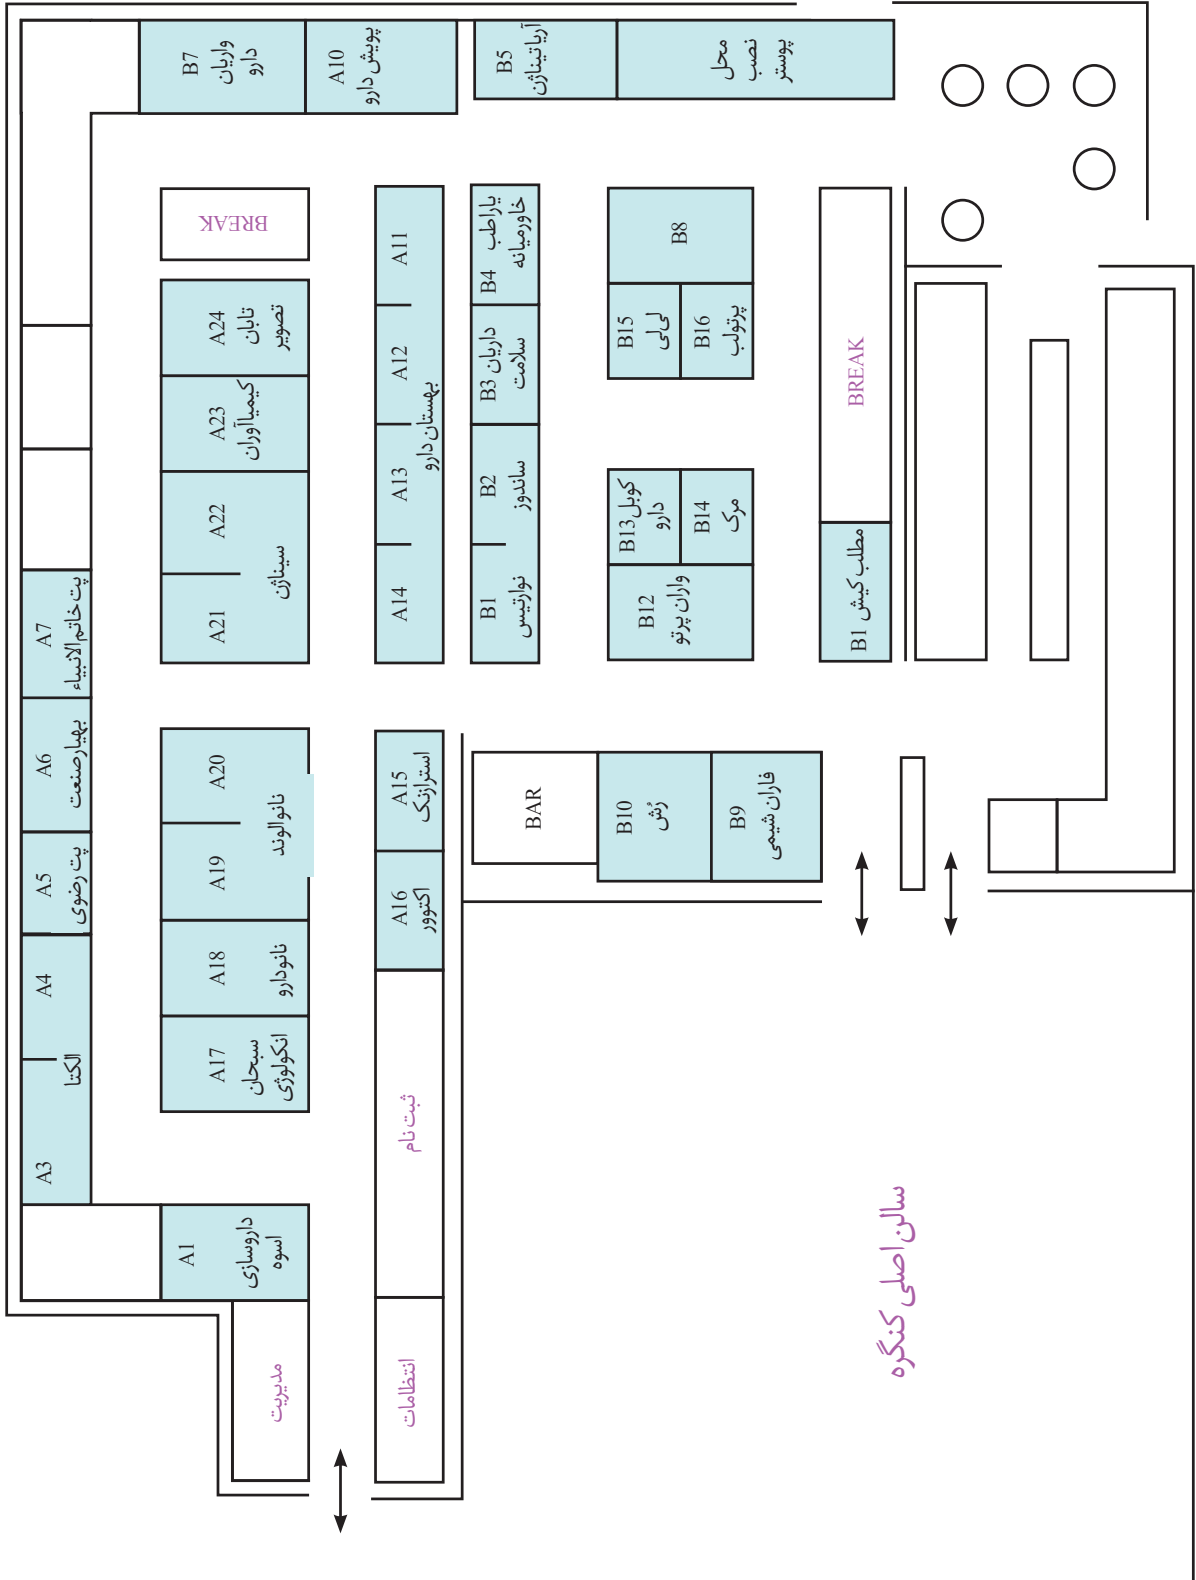 B7
واریان
دارو
A10
پویش دارو
B5
آریا تیناژن
محل
نصب
پوستر
BREAK
A11
A12
A13
A14
بهستان دارو
B4 یاراطب
خاورمیانه
B3 داریان
سلامت
B2
ساندوز
B1
نوارتیس
B8
B15
لی‌لی
B16
پرتولب
BREAK
A24
تابان
تصویر
A23
کیمیاآوران
A22
A21
سیناژن
B13 کوبل
دارو
B14
مرک
B12
واران پرتو
B1 مطلب کیش
A7
پت خاتم الانبیاء
A6
بهیارصنعت
A5
پت رضوی
A4
A3
الکتا
A20
A19
نانوالوند
A18
نانودارو
A17
سبحان
انکولوژی
A15
استرازنک
A16
اکتوور
BAR
B10
رُش
B9
فاران شیمی
ثبت نام
A1
داروسازی
اسوه
مدیریت
انتظامات
سالن اصلی کنگره